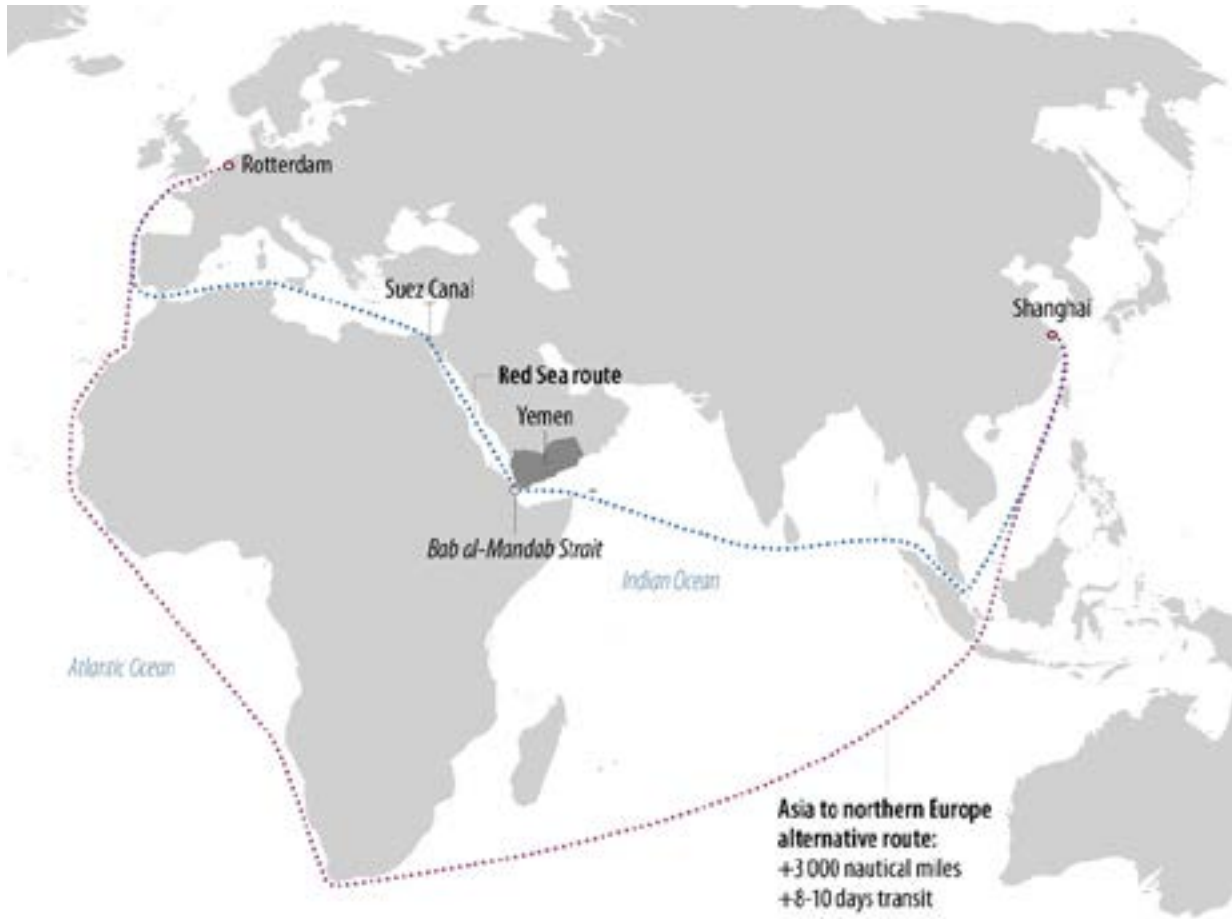 Rotterdam
Suez Canal
Shanghai
Red Sea route
Yemen
Bab al-Mandab Strait
Indian Ocean
Atlantic Ocean
Asia to northern Europe
alternative route:
+3 000 nautical miles
+8-10 days transit